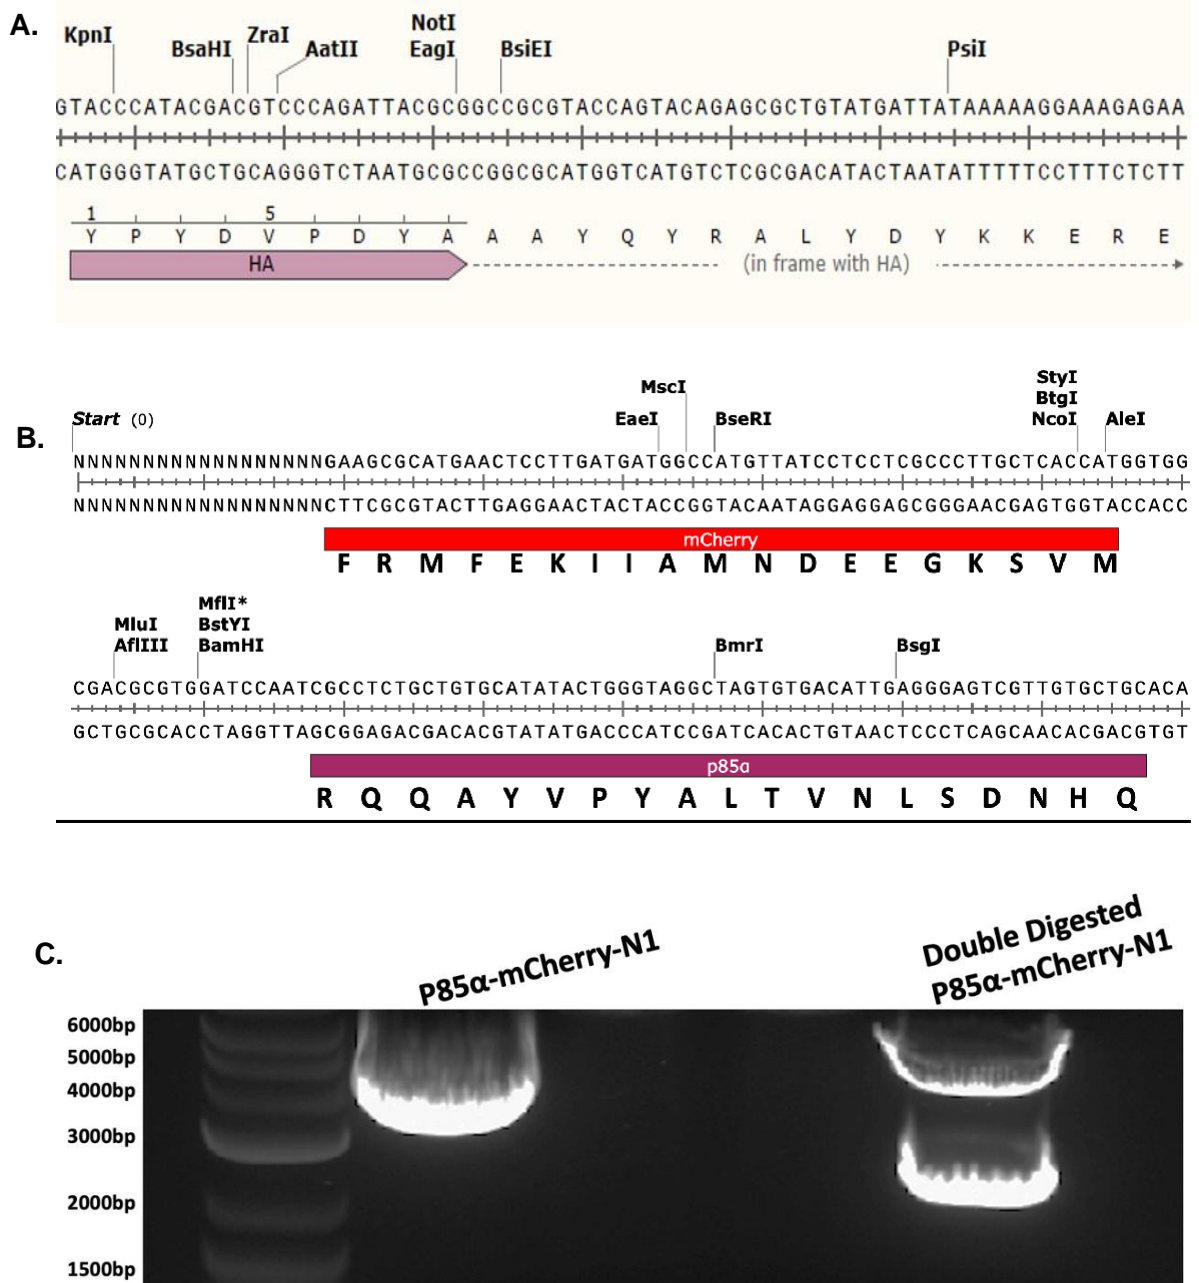 A.
KpnI
BsaHI
ZraI
AatII
NotI
EagI
BsiEI
PsiI
GTACCCATACGACGTCCCAGATTACGCGGCCGCGTACCAGTACAGAGCGCTGTATGATTATAAAAAGGAAAGAGAA
CATGGGTATGCTGCAGGGTCTAATGCGCCGGCGCATGGTCATGTCTCGCGACATACTAATATTTTTCCTTTCTCTT
1 5
Y P Y D V P D Y A A A Y Q Y R A L Y D Y K K E R E
HA
(in frame with HA)
B.
Start (0)
EaeI
MscI
BseRI
StyI
BtgI
NcoI
AleI
NNNNNNNNNNNNNNNNNNGAAGCGCATGAACTCCTTGATGATGGCCATGTTATCCTCCTCGCCCTTGCTCACCATGGTGG
NNNNNNNNNNNNNNNNNNCTTCGCGTACTTGAGGAACTACTACCGGTACAATAGGAGGAGCGGGAACGAGTGGTACCACC
mCherry
F R M F E K I I A M N D E E G K S V M
MluI
AflIII
MflI*
BstYI
BamHI
BmrI
BsgI
CGACGCGTGGATCCAATCGCCTCTGCTGTGCATATACTGGGTAGGCTAGTGTGACATTGAGGGAGTCGTTGTGCTGCACA
GCTGCGCACCTAGGTTAGCGGAGACGACACGTATATGACCCATCCGATCACACTGTAACTCCCTCAGCAACACGACGTGT
p85α
R Q Q A Y V P Y A L T V N L S D N H Q
C.
P85α-mCherry-N1
Double Digested
P85α-mCherry-N1
6000bp
5000bp
4000bp
3000bp
2000bp
1500bp